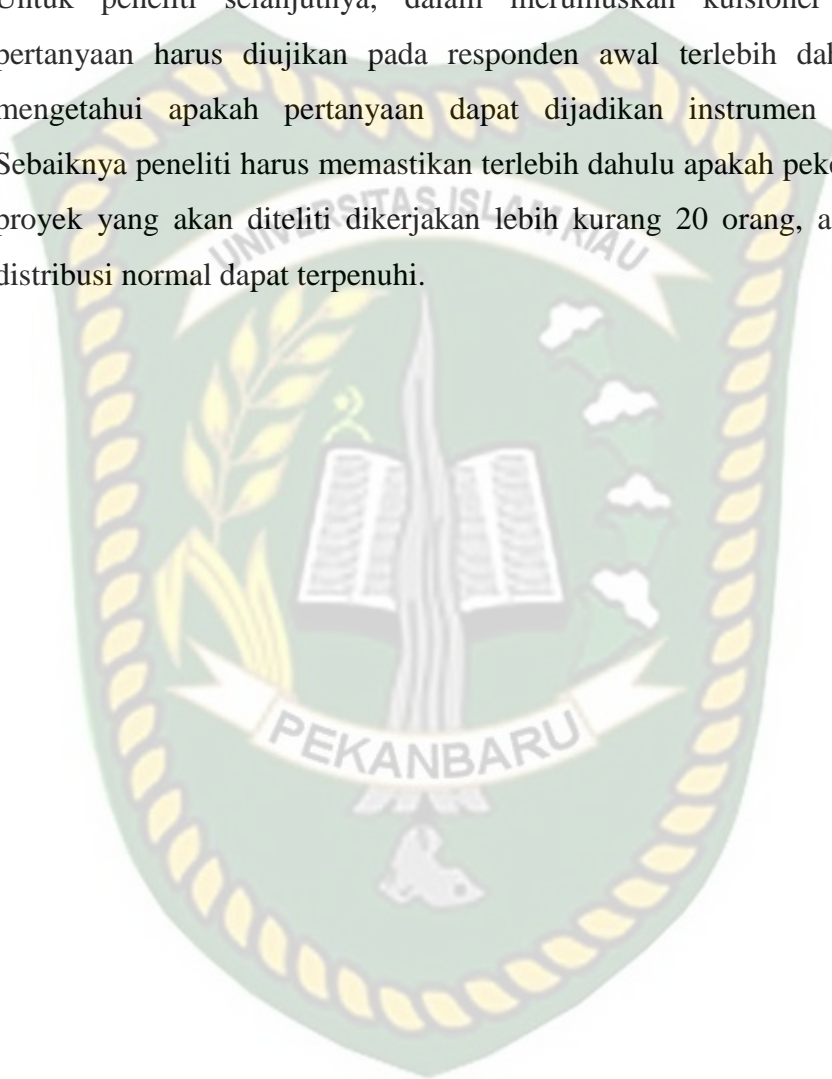 Untuk peneliti selanjutnya, dalam merumuskan kuisioner
pertanyaan harus diujikan pada responden awal terlebih
mengetahui apakah pertanyaan dapat dijadikan instrumen
Sebaiknya peneliti harus memastikan terlebih dahulu apakah
proyek yang akan diteliti dikerjakan lebih kurang 20 orang,
distribusi normal dapat terpenuhi.
UNIVERSITAS ISLAM RIAU
PEKANBARU